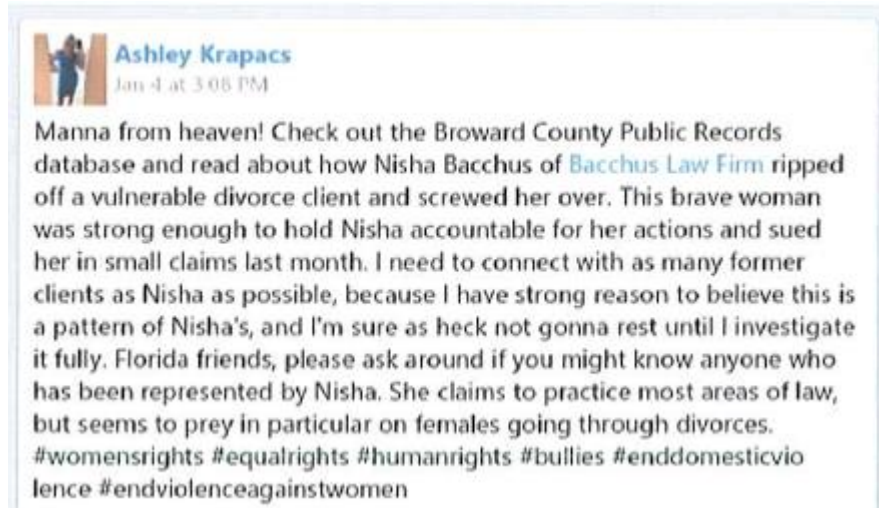 Ashley Krapacs
Jan 4 at 3:08 PM
Manna from heaven! Check out the Broward County Public Records
database and read about how Nisha Bacchus of Bacchus Law Firm ripped
off a vulnerable divorce client and screwed her over. This brave woman
was strong enough to hold Nisha accountable for her actions and sued
her in small claims last month. I need to connect with as many former
clients as Nisha as possible, because I have strong reason to believe this is
a pattern of Nisha's, and I'm sure as heck not gonna rest until I investigate
it fully. Florida friends, please ask around if you might know anyone who
has been represented by Nisha. She claims to practice most areas of law,
but seems to prey in particular on females going through divorces.
#womensrights #equalrights #humanrights #bullies #enddomesticvio
lence #endviolenceagainstwomen